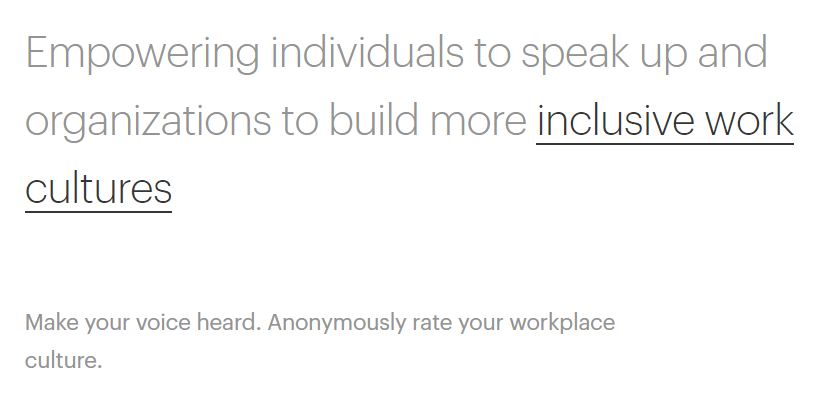 Empowering individuals to speak up and
organizations to build more inclusive work
cultures
Make your voice heard. Anonymously rate your workplace
culture.